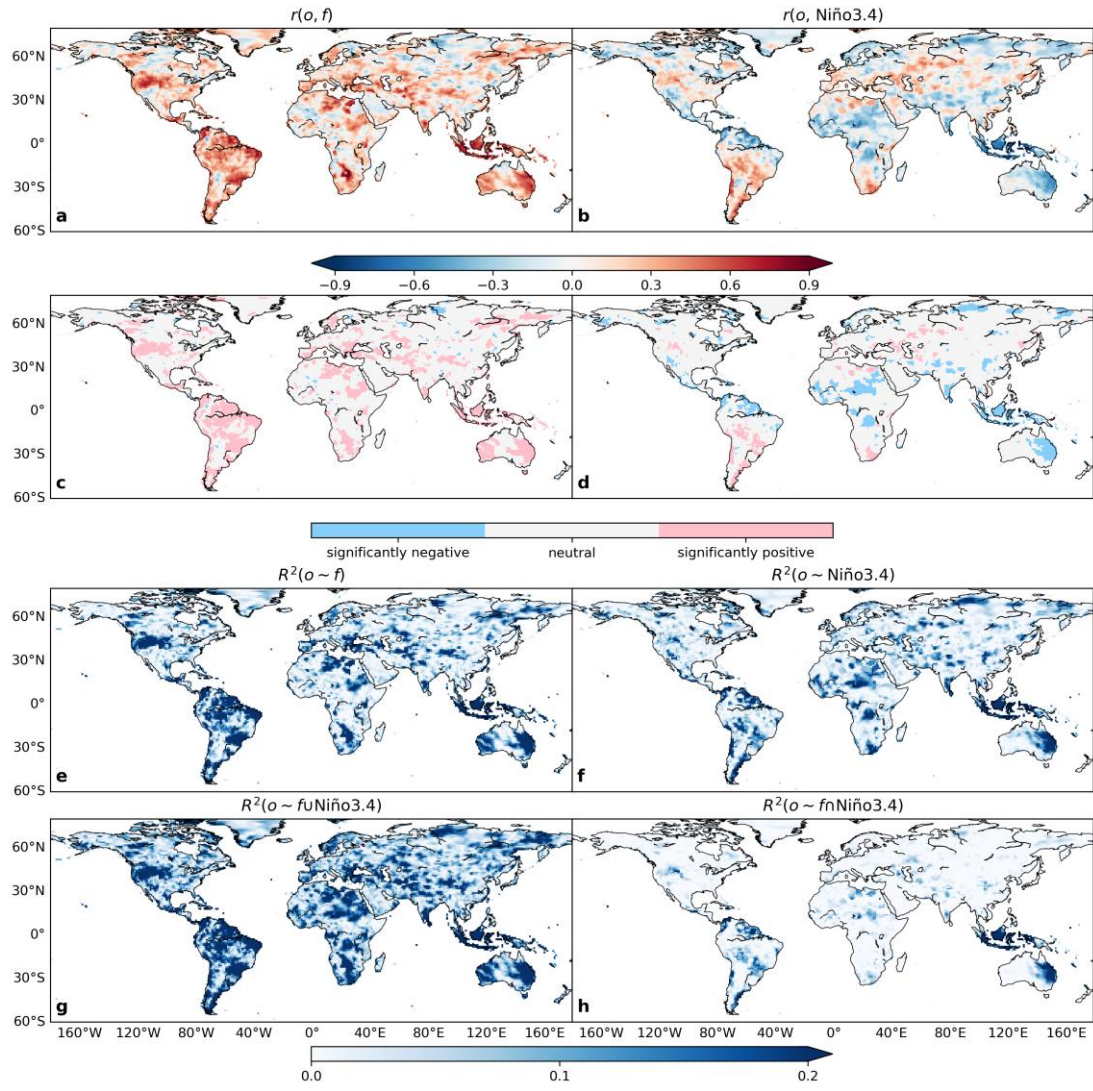 r(o, f)
r(o, Niño3.4)
60°N
30°N
0°
30°S
60°S
a
b
−0.9 −0.6 −0.3 0.0 0.3 0.6 0.9
60°N
30°N
0°
30°S
60°S
c
d
significantly negative neutral significantly positive
R²(o ~ f)
R²(o ~ Niño3.4)
60°N
30°N
0°
30°S
60°S
e
f
R²(o ~ f∪Niño3.4)
R²(o ~ f∩Niño3.4)
60°N
30°N
0°
30°S
60°S
g
h
160°W 120°W 80°W 40°W 0° 40°E 80°E 120°E 160°E 160°W 120°W 80°W 40°W 0° 40°E 80°E 120°E 160°E
0.0 0.1 0.2